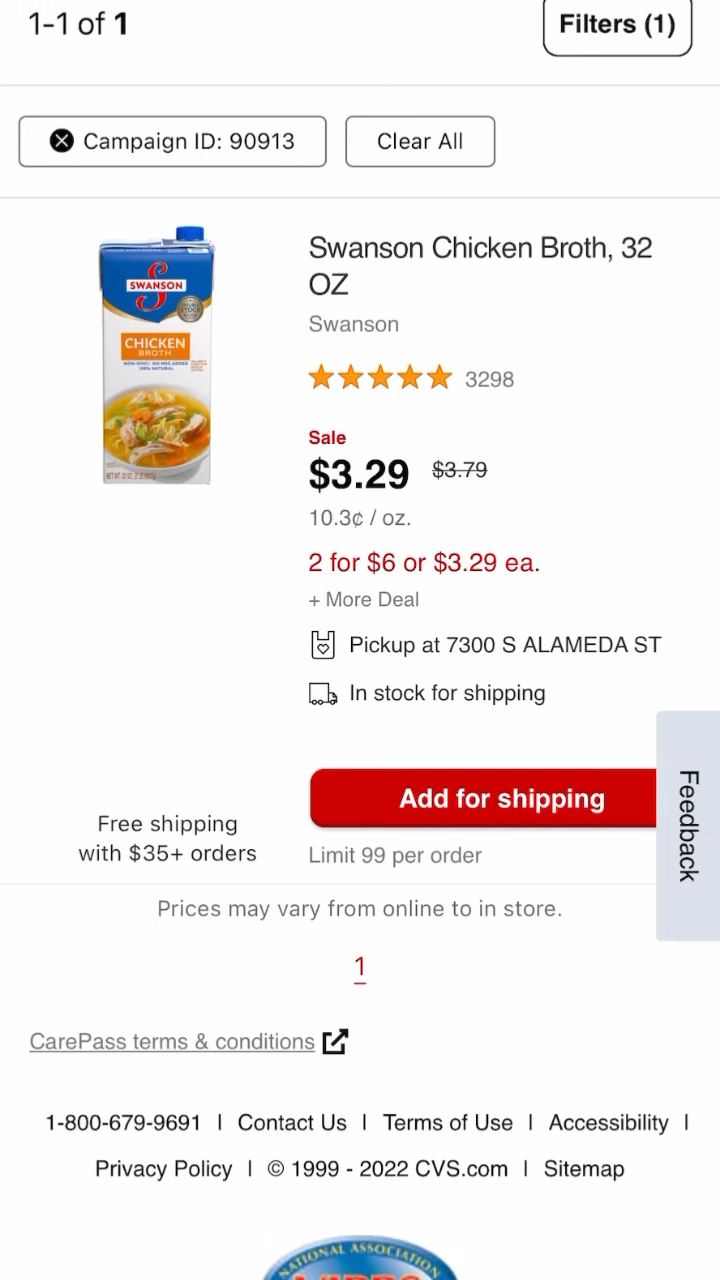 1-1 of 1
Filters (1)
Campaign ID: 90913
Clear All
SWANSON
CHICKEN
BROTH
100% NATURAL
Swanson Chicken Broth, 32
OZ
Swanson
3298
Sale
$3.29 $3.79
10.3¢ / oz.
2 for $6 or $3.29 ea.
+ More Deal
Pickup at 7300 S ALAMEDA ST
In stock for shipping
Add for shipping
Free shipping
with $35+ orders
Limit 99 per order
Feedback
Prices may vary from online to in store.
1
CarePass terms & conditions
1-800-679-9691 | Contact Us | Terms of Use | Accessibility |
Privacy Policy | © 1999 - 2022 CVS.com | Sitemap
NATIONAL ASSOCIATION